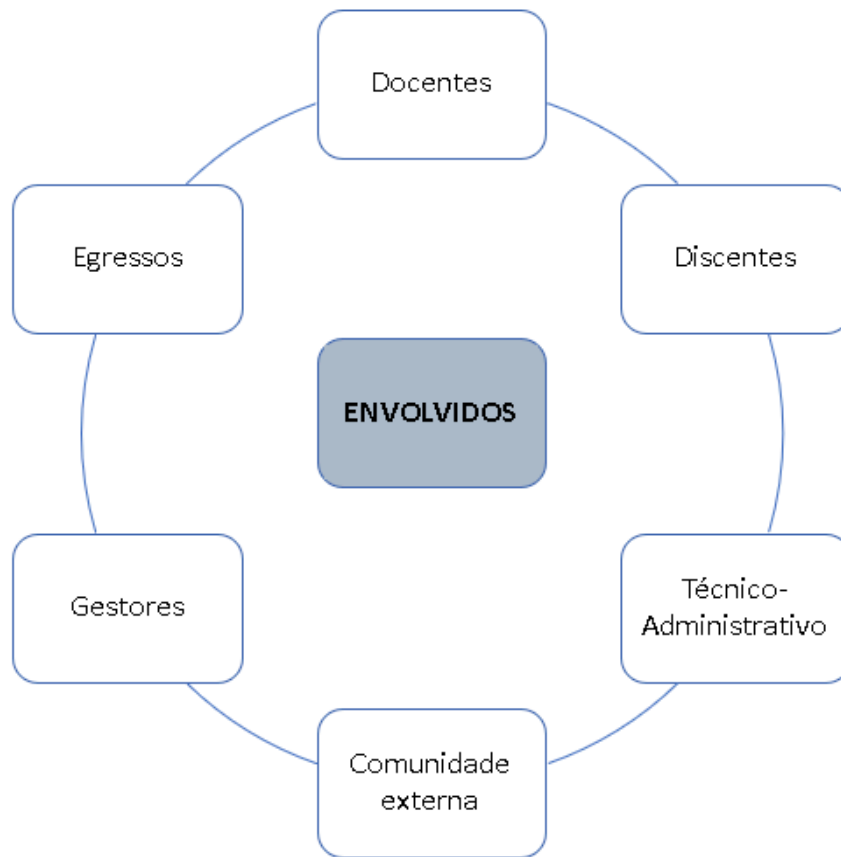 Docentes
Egressos
Discentes
ENVOLVIDOS
Gestores
Técnico-
Administrativo
Comunidade
externa